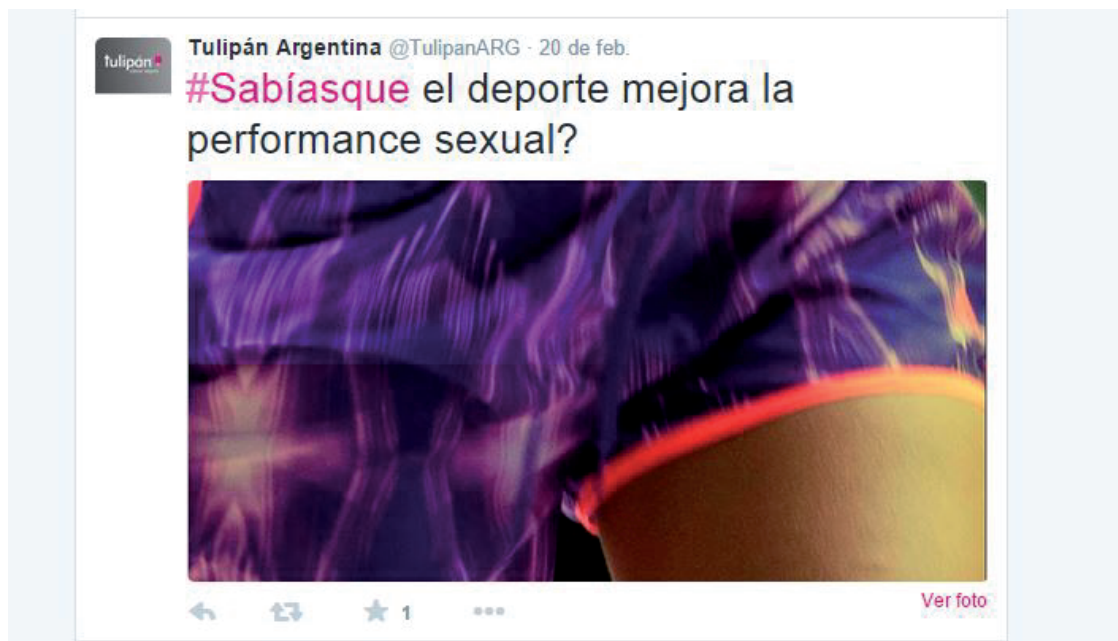 tulipán
Tulipán Argentina @TulipanARG · 20 de feb.
#Sabíasque el deporte mejora la
performance sexual?
1
Ver foto